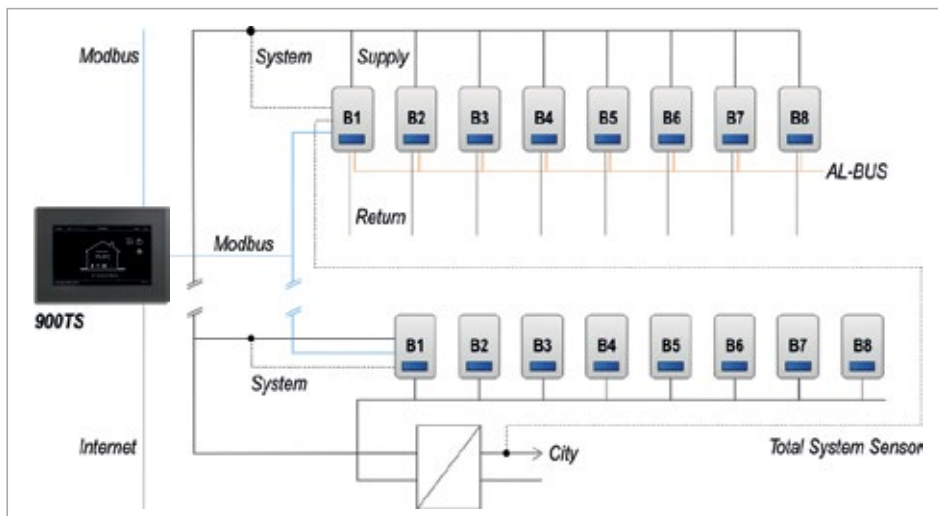 Modbus
System
Supply
B1 B2 B3 B4 B5 B6 B7 B8
AL-BUS
Return
Modbus
900TS
B1 B2 B3 B4 B5 B6 B7 B8
System
Internet
City
Total System Sensor